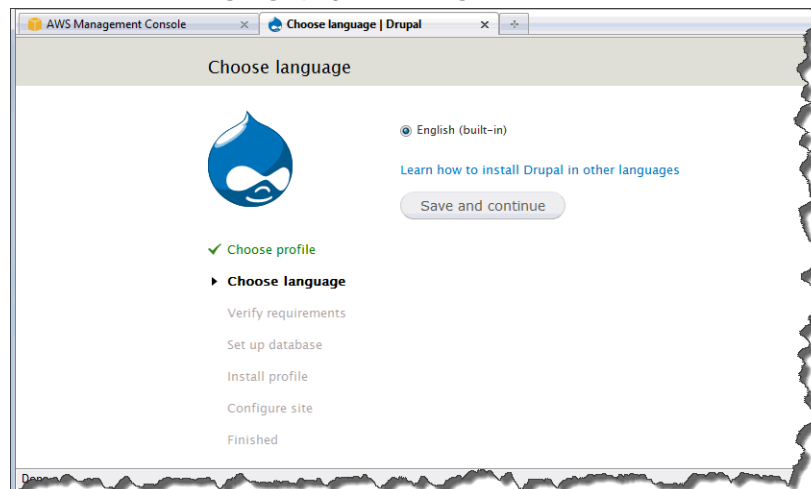 AWS Management Console
Choose language | Drupal
Choose language
English (built-in)
Learn how to install Drupal in other languages
Save and continue
Choose profile
Choose language
Verify requirements
Set up database
Install profile
Configure site
Finished